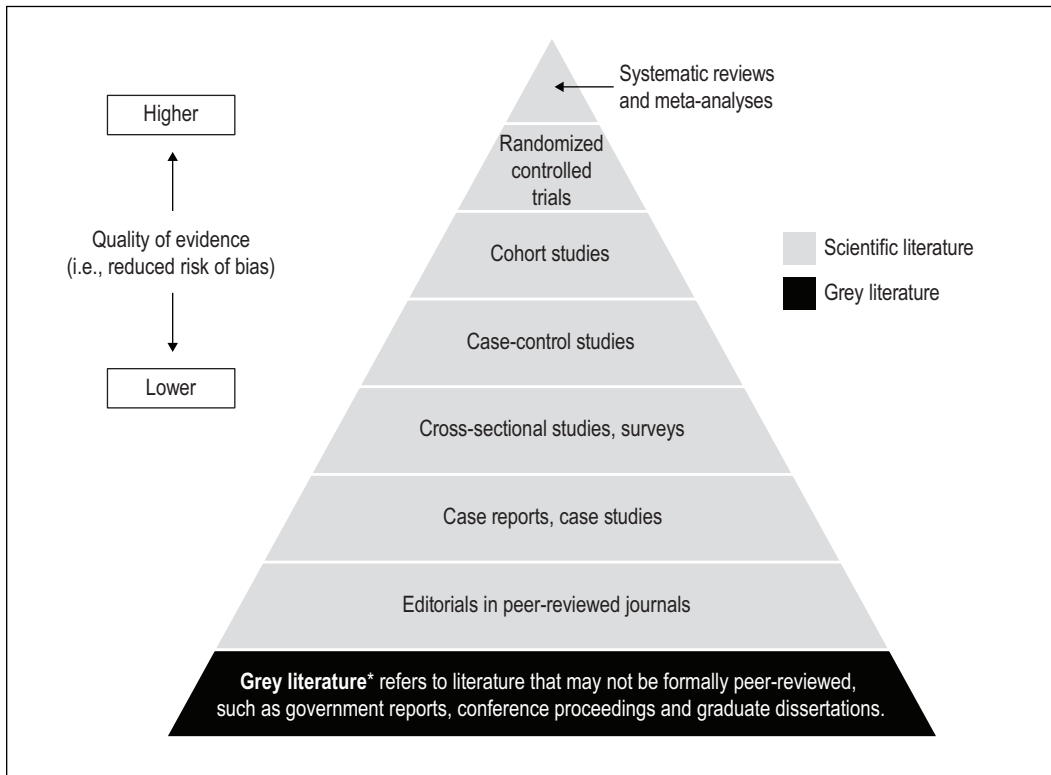 Systematic reviews
and meta-analyses
Higher
Randomized
controlled
trials
Quality of evidence
(i.e., reduced risk of bias)
Cohort studies
Scientific literature
Grey literature
Case-control studies
Lower
Cross-sectional studies, surveys
Case reports, case studies
Editorials in peer-reviewed journals
Grey literature* refers to literature that may not be formally peer-reviewed,
such as government reports, conference proceedings and graduate dissertations.